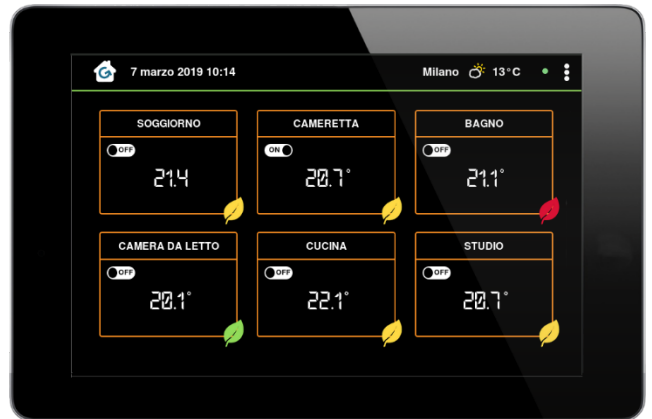 7 marzo 2019 10:14
Milano 13°C
SOGGIORNO
OFF
21.4
CAMERETTA
ON
20.7°
BAGNO
OFF
21.1°
CAMERA DA LETTO
OFF
20.1°
CUCINA
OFF
22.1°
STUDIO
OFF
20.7°